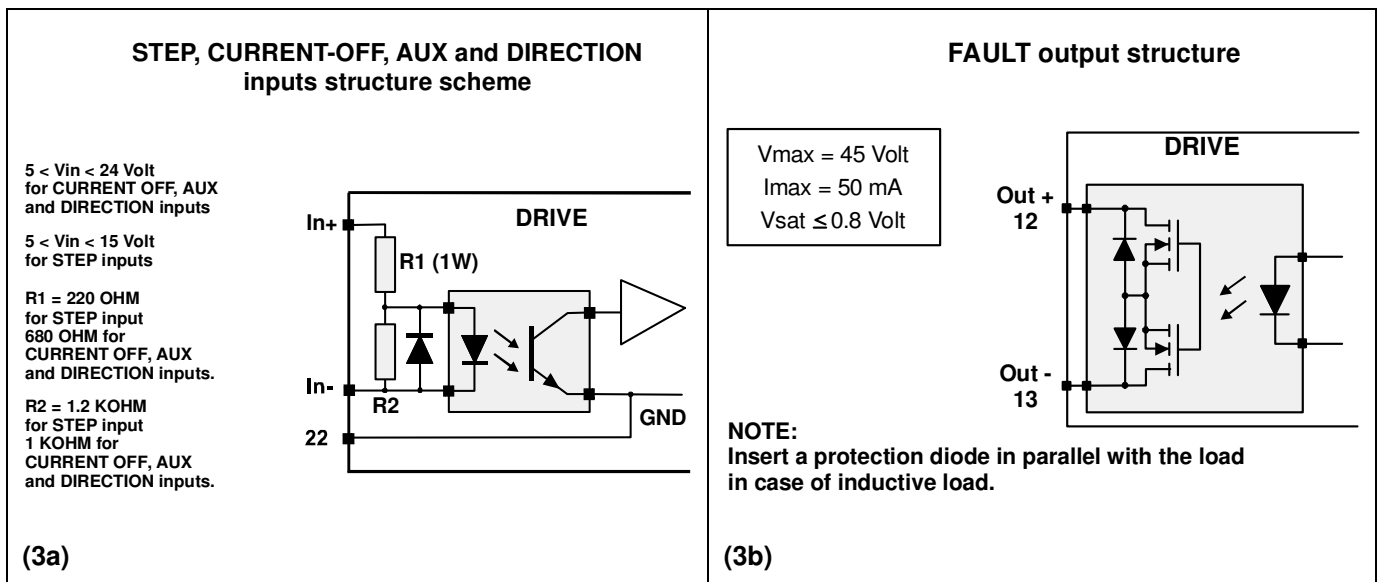 STEP, CURRENT-OFF, AUX and DIRECTION
inputs structure scheme
5 < Vin < 24 Volt
for CURRENT OFF, AUX
and DIRECTION inputs
5 < Vin < 15 Volt
for STEP inputs
R1 = 220 OHM
for STEP input
680 OHM for
CURRENT OFF, AUX
and DIRECTION inputs.
R2 = 1.2 KOHM
for STEP input
1 KOHM for
CURRENT OFF, AUX
and DIRECTION inputs.
In+
DRIVE
R1 (1W)
In-
R2
GND
22
(3a)
FAULT output structure
Vmax = 45 Volt
Imax = 50 mA
Vsat ≤ 0.8 Volt
DRIVE
Out +
12
Out -
13
NOTE:
Insert a protection diode in parallel with the load
in case of inductive load.
(3b)